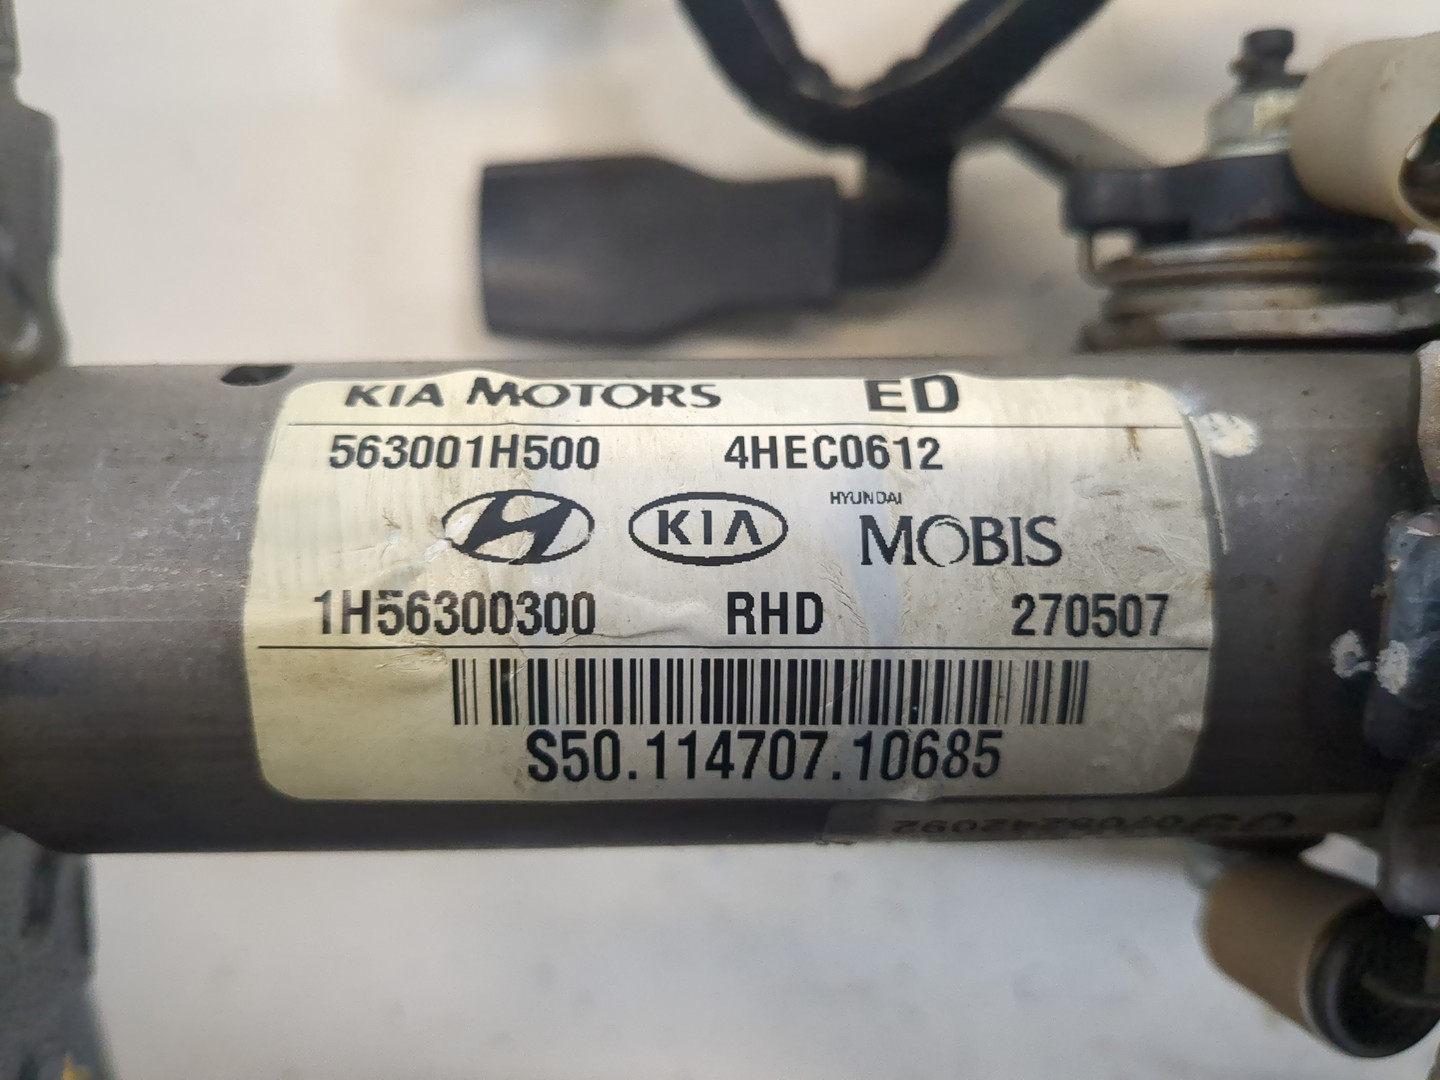 KIA MOTORS ED
563001H500 4HEC0612
KIA HYUNDAI MOBIS
1H56300300 RHD 270507
S50.114707.10685